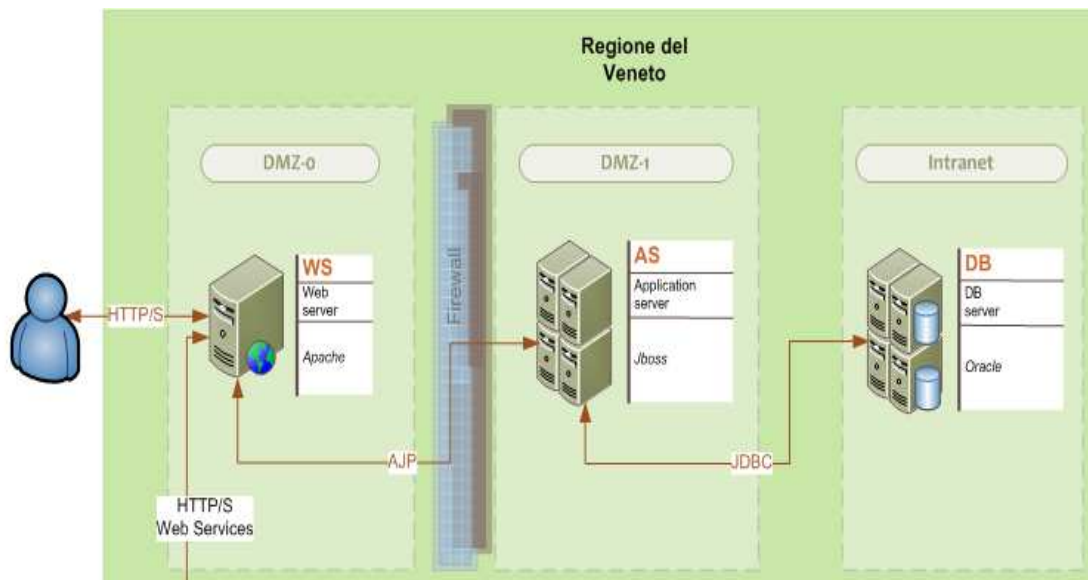 Regione del
Veneto
DMZ-0
DMZ-1
Intranet
HTTP/S
WS
Web
server
Apache
Firewall
AS
Application
server
Jboss
DB
DB
server
Oracle
AJP
JDBC
HTTP/S
Web Services